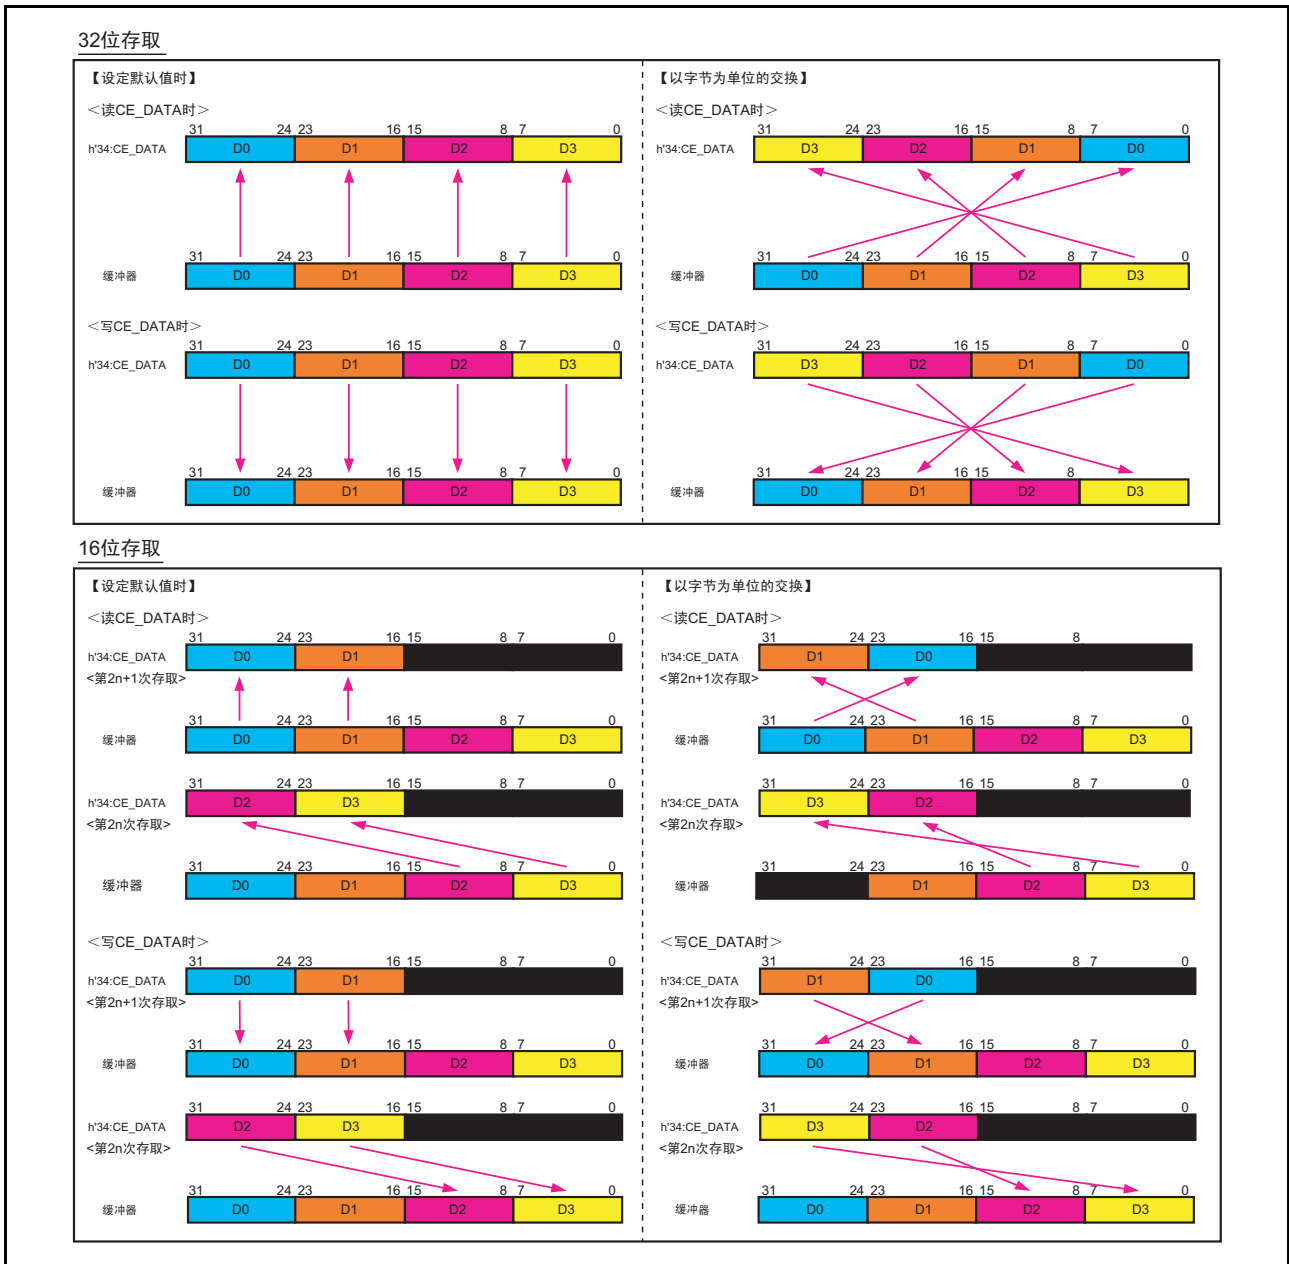 32位存取
【设定默认值时】
<读CE_DATA时>
31 24 23 16 15 8 7 0
h'34:CE_DATA D0 D1 D2 D3
31 24 23 16 15 8 7 0
缓冲器 D0 D1 D2 D3
<写CE_DATA时>
31 24 23 16 15 8 7 0
h'34:CE_DATA D0 D1 D2 D3
31 24 23 16 15 8 7 0
缓冲器 D0 D1 D2 D3
【以字节为单位的交换】
<读CE_DATA时>
31 24 23 16 15 8 7 0
h'34:CE_DATA D3 D2 D1 D0
31 24 23 16 15 8 7 0
缓冲器 D0 D1 D2 D3
<写CE_DATA时>
31 24 23 16 15 8 7 0
h'34:CE_DATA D3 D2 D1 D0
31 24 23 16 15 8 0
缓冲器 D0 D1 D2 D3
16位存取
【设定默认值时】
<读CE_DATA时>
31 24 23 16 15 8 7 0
h'34:CE_DATA D0 D1
<第2n+1次存取>
31 24 23 16 15 8 7 0
缓冲器 D0 D1 D2 D3
31 24 23 16 15 8 7 0
h'34:CE_DATA D2 D3
<第2n次存取>
31 24 23 16 15 8 7 0
缓冲器 D0 D1 D2 D3
<写CE_DATA时>
31 24 23 16 15 8 7 0
h'34:CE_DATA D0 D1
<第2n+1次存取>
31 24 23 16 15 8 7 0
缓冲器 D0 D1 D2 D3
31 24 23 16 15 8 7 0
h'34:CE_DATA D2 D3
<第2n次存取>
31 24 23 16 15 8 7 0
缓冲器 D0 D1 D2 D3
【以字节为单位的交换】
<读CE_DATA时>
31 24 23 16 15 8
h'34:CE_DATA D1 D0
<第2n+1次存取>
31 24 23 16 15 8 7 0
缓冲器 D0 D1 D2 D3
31 24 23 16 15 8 7 0
h'34:CE_DATA D3 D2
<第2n次存取>
31 24 23 16 15 8 7 0
缓冲器 D1 D2 D3
<写CE_DATA时>
31 24 23 16 15 8 7 0
h'34:CE_DATA D1 D0
<第2n+1次存取>
31 24 23 16 15 8 7 0
缓冲器 D0 D1 D2 D3
31 24 23 16 15 8 7 0
h'34:CE_DATA D3 D2
<第2n次存取>
31 24 23 16 15 8 7 0
缓冲器 D0 D1 D2 D3